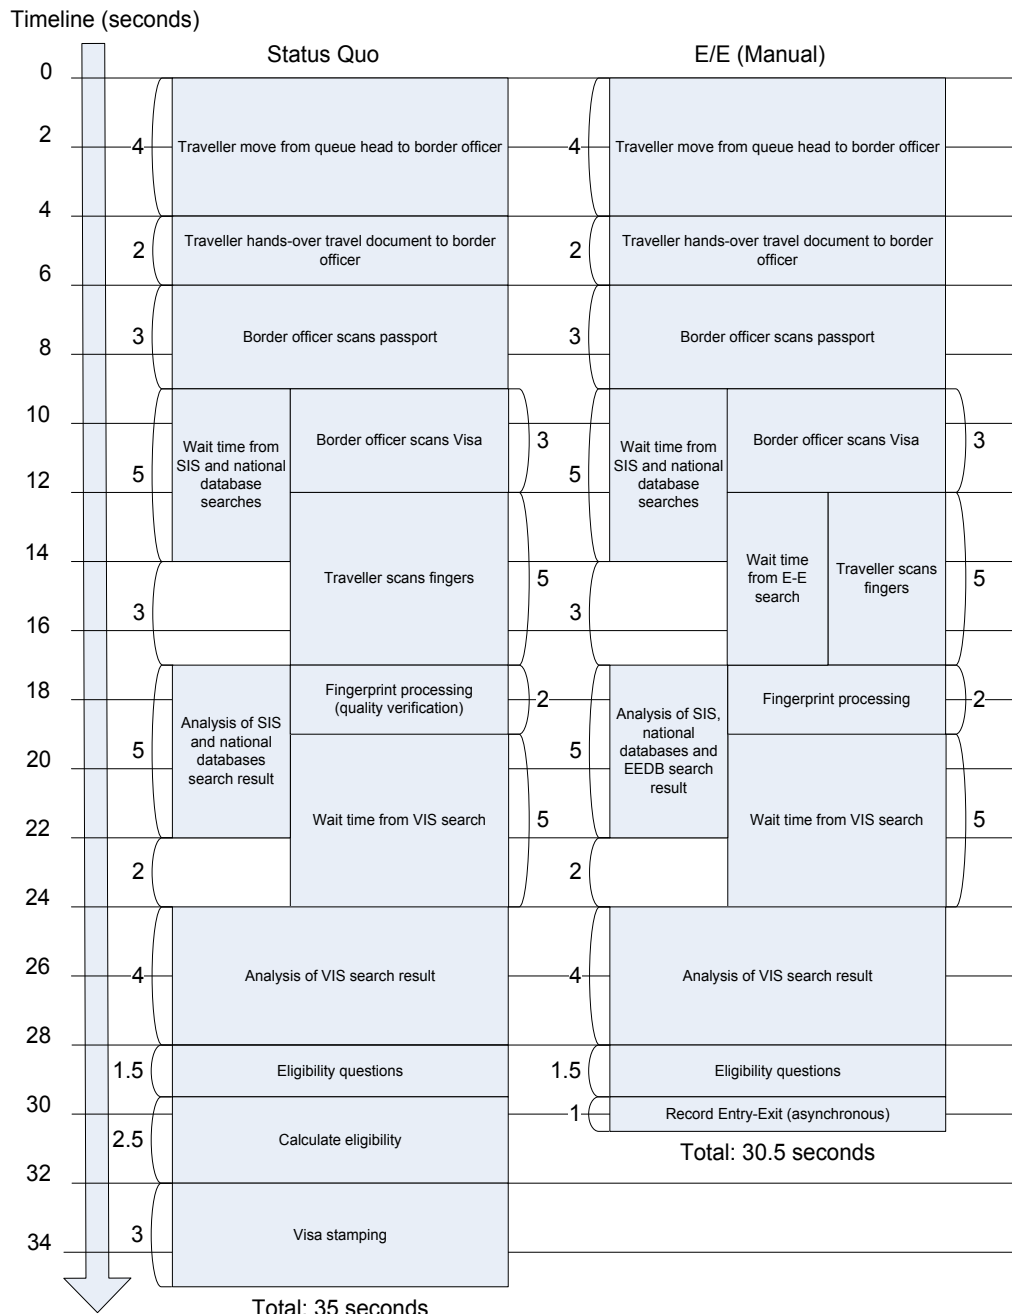 Timeline (seconds)
Status Quo
E/E (Manual)
0
2
4
6
8
10
12
14
16
18
20
22
24
26
28
30
32
34
4
Traveller move from queue head to border officer
2
Traveller hands-over travel document to border
officer
3
Border officer scans passport
5
Wait time from
SIS and national
database
searches
Border officer scans Visa
3
3
Traveller scans fingers
5
5
Analysis of SIS
and national
databases
search result
Fingerprint processing
(quality verification)
2
2
Wait time from VIS search
5
4
Analysis of VIS search result
1.5
Eligibility questions
2.5
Calculate eligibility
3
Visa stamping
Total: 35 seconds
4
Traveller move from queue head to border officer
2
Traveller hands-over travel document to border
officer
3
Border officer scans passport
5
Wait time from
SIS and national
database
searches
Border officer scans Visa
3
3
Wait time
from E-E
search
Traveller scans
fingers
5
5
Analysis of SIS,
national
databases and
EEDB search
result
Fingerprint processing
2
2
Wait time from VIS search
5
4
Analysis of VIS search result
1.5
Eligibility questions
1
Record Entry-Exit (asynchronous)
Total: 30.5 seconds